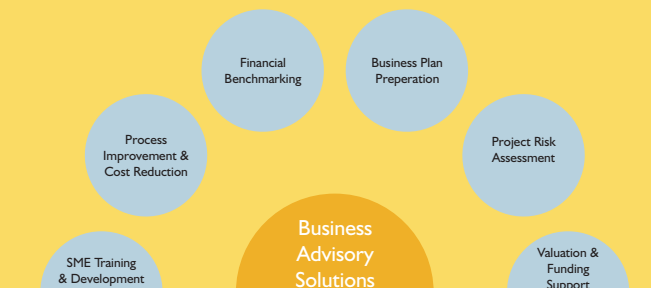 Financial
Benchmarking
Business Plan
Preperation
Process
Improvement &
Cost Reduction
Project Risk
Assessment
Business
Advisory
Solutions
SME Training
& Development
Valuation &
Funding
Support